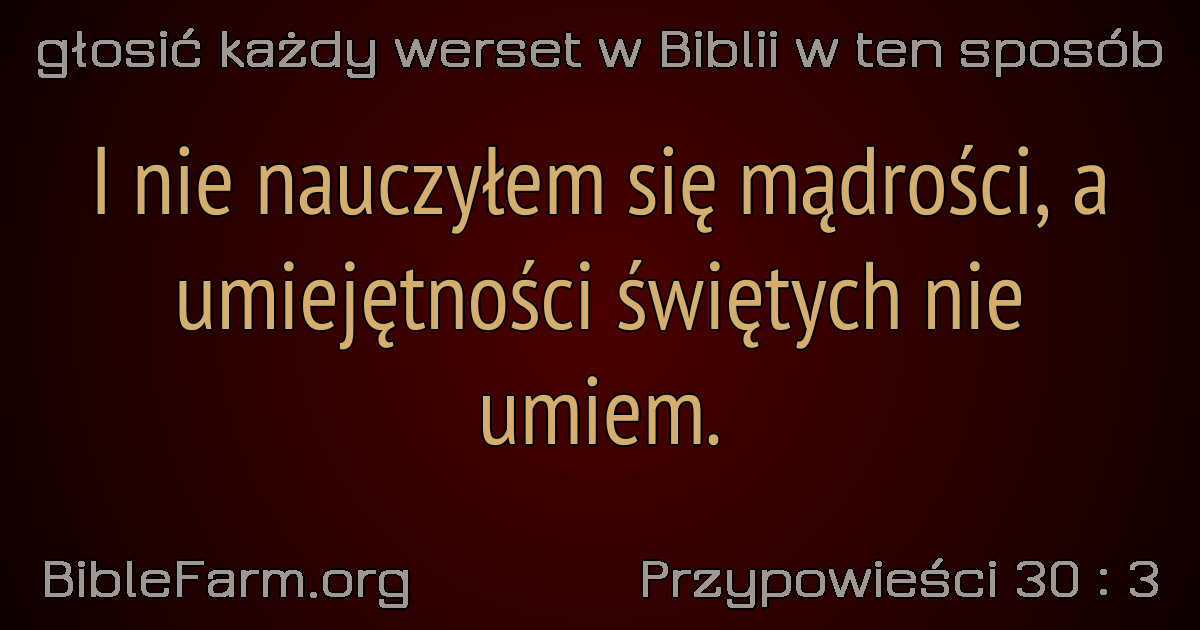 głosić każdy werset w Biblii w ten sposób
I nie nauczyłem się mądrości, a
umiejętności świętych nie
umiem.
BibleFarm.org
Przypowieści 30 : 3